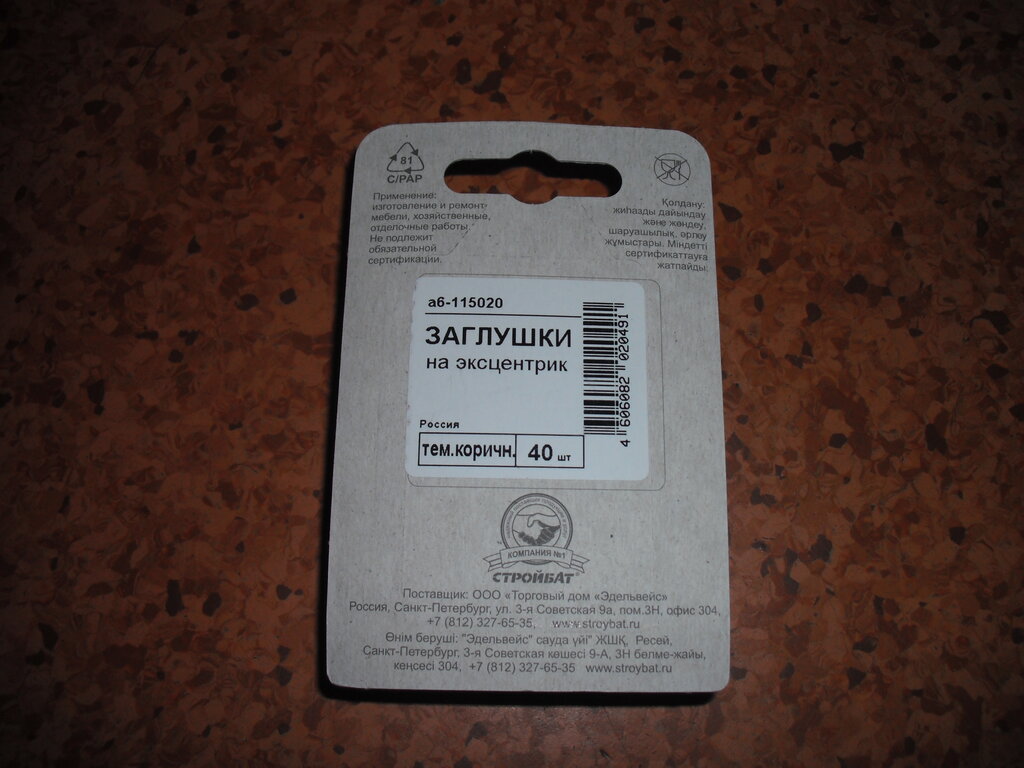 81
C/PAP
Применение:
изготовление и ремонт
мебели, хозяйственные,
отделочные работы.
Не подлежит
обязательной
сертификации.
Қолдану:
жиһазды дайындау
және жөндеу,
шаруашылық, әрлеу
жұмыстары. Міндетті
сертификаттауға
жатпайды.
а6-115020
ЗАГЛУШКИ
на эксцентрик
Россия
тем.коричн. 40 шт
4 606082 020491
КОМПАНИЯ №1
СТРОЙБАТ®
Поставщик: ООО «Торговый дом «Эдельвейс»
Россия, Санкт-Петербург, ул. 3-я Советская 9а, пом.3Н, офис 304,
+7 (812) 327-65-35, www.stroybat.ru
Өнім беруші: "Эдельвейс" сауда үйі" ЖШҚ, Ресей,
Санкт-Петербург, 3-я Советская көшесі 9-А, 3Н бөлме-жайы,
кеңсесі 304, +7 (812) 327-65-35 www.stroybat.ru